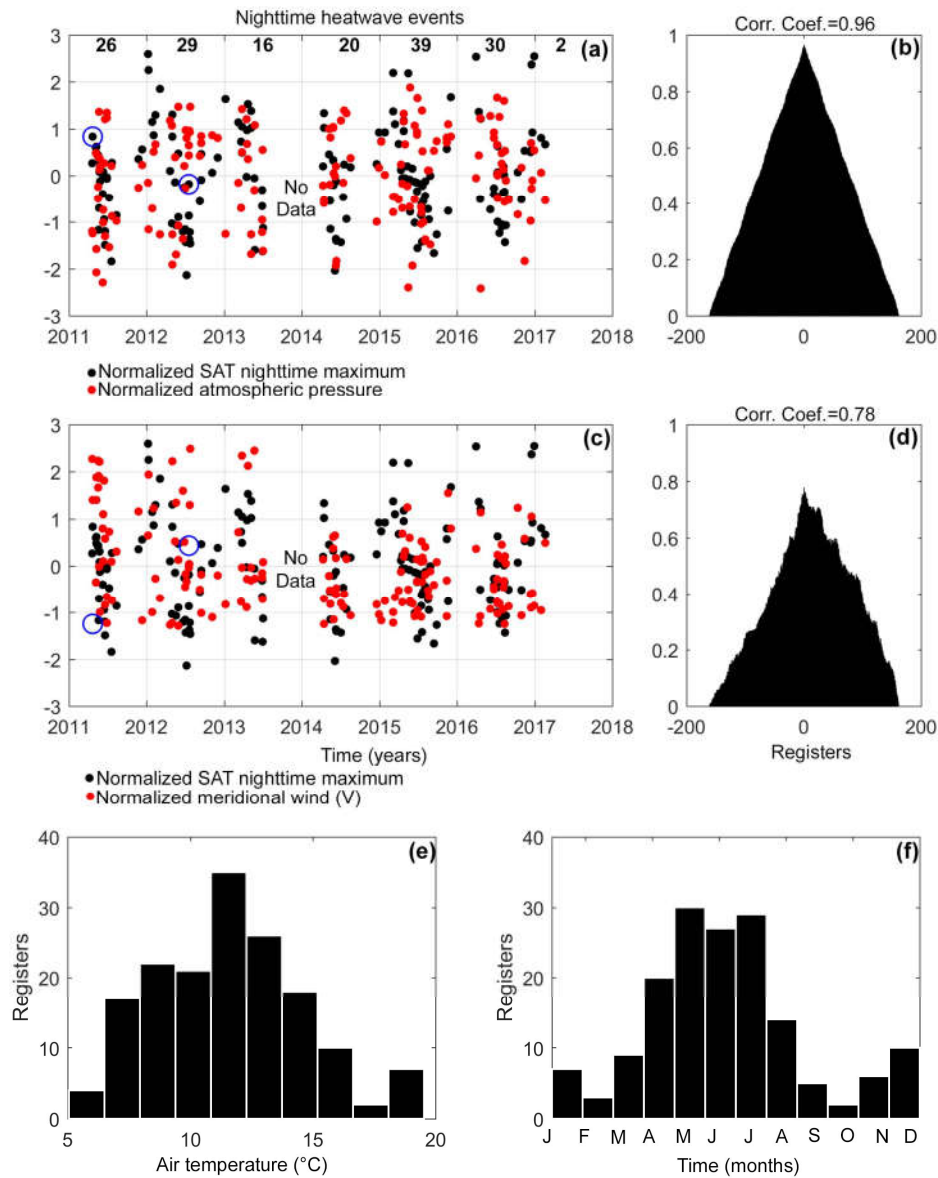 Nighttime heatwave events
26 29 16 20 39 30 2
(a)
3
2
1
0
-1
-2
-3
No
Data
2011 2012 2013 2014 2015 2016 2017 2018
Normalized SAT nighttime maximum
Normalized atmospheric pressure
Corr. Coef.=0.96
(b)
1
0.8
0.6
0.4
0.2
0
-200 0 200
(c)
3
2
1
0
-1
-2
-3
No
Data
2011 2012 2013 2014 2015 2016 2017 2018
Time (years)
Normalized SAT nighttime maximum
Normalized meridional wind (V)
Corr. Coef.=0.78
(d)
1
0.8
0.6
0.4
0.2
0
-200 0 200
Registers
(e)
40
30
20
10
0
Registers
5 10 15 20
Air temperature (°C)
(f)
40
30
20
10
0
Registers
J F M A M J J A S O N D
Time (months)